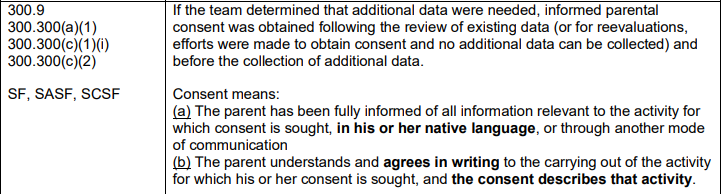 300.9
300.300(a)(1)
300.300(c)(1)(i)
300.300(c)(2)
SF, SASF, SCSF
If the team determined that additional data were needed, informed parental
consent was obtained following the review of existing data (or for reevaluations,
efforts were made to obtain consent and no additional data can be collected) and
before the collection of additional data.
Consent means:
(a) The parent has been fully informed of all information relevant to the activity for
which consent is sought, in his or her native language, or through another mode
of communication
(b) The parent understands and agrees in writing to the carrying out of the activity
for which his or her consent is sought, and the consent describes that activity.